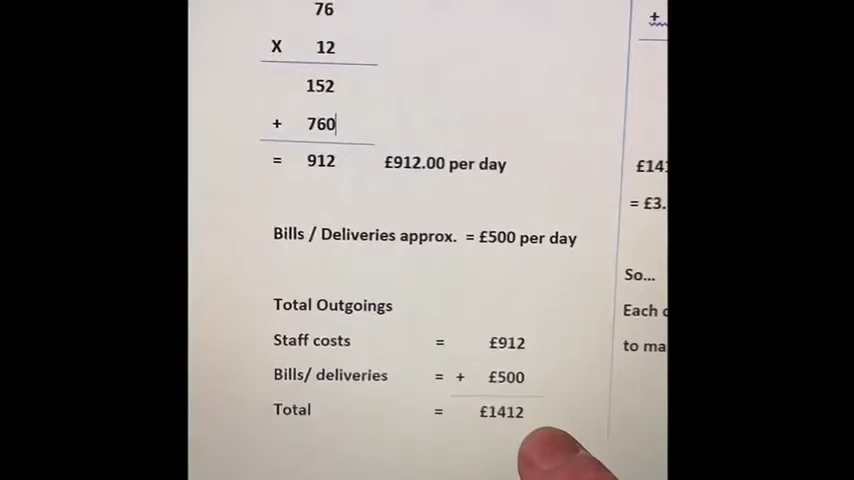 76
X 12
152
+ 760
= 912 £912.00 per day
Bills / Deliveries approx. = £500 per day
Total Outgoings
Staff costs = £912
Bills/ deliveries = + £500
Total = £1412
+
= £3.
So...
Each
to